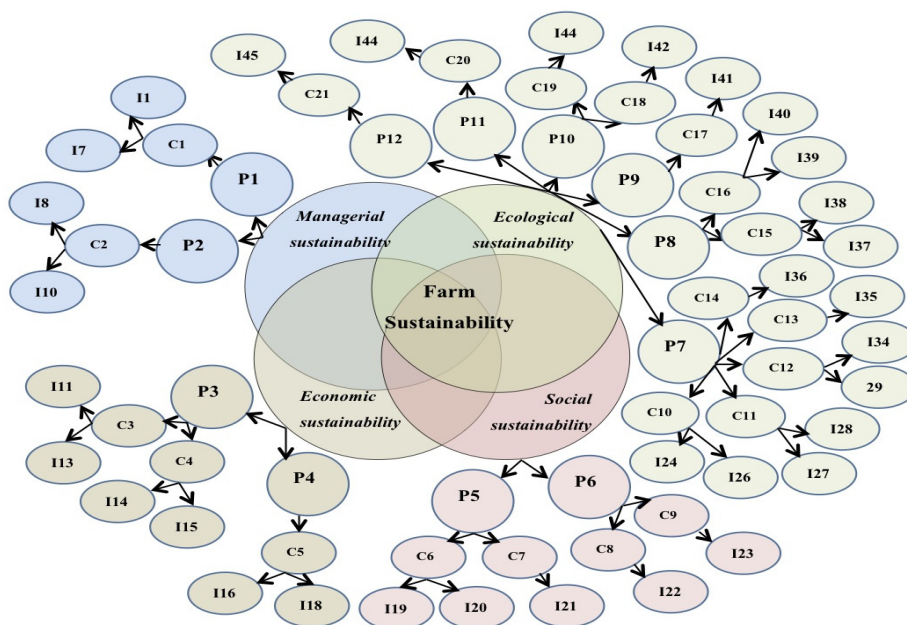 I45
I44
I44
I42
C20
I41
C21
C19
C18
I1
I40
P12
P11
P10
C17
I7
C1
I39
P1
P9
C16
I8
I38
C2
P2
P8
C15
I37
I10
Managerial
sustainability
Ecological
sustainability
Farm
Sustainability
Economic
sustainability
Social
sustainability
C14
I36
I35
C13
P7
I34
C12
29
C10
C11
I28
I24
I26
I27
I11
P3
C3
I13
C4
I14
I15
P4
C5
I16
I18
P5
P6
C6
C7
I19
I20
I21
C9
C8
I23
I22